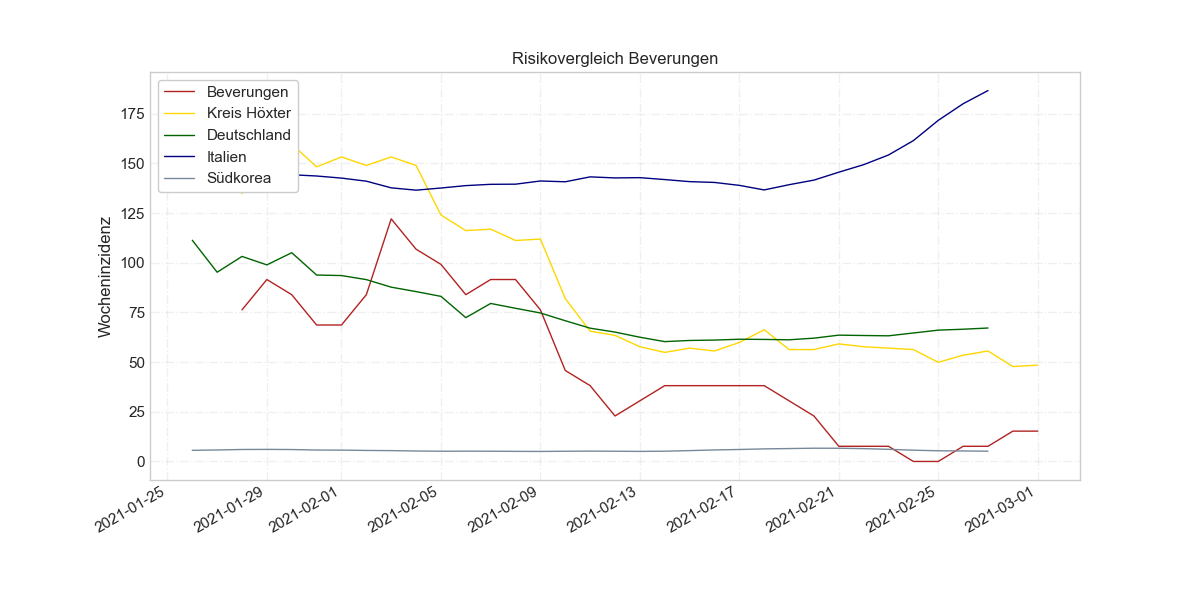 Risikovergleich Beverungen
Beverungen
Kreis Höxter
Deutschland
Italien
Südkorea
Wocheninzidenz
175
150
125
100
75
50
25
0
2021-01-25
2021-01-29
2021-02-01
2021-02-05
2021-02-09
2021-02-13
2021-02-17
2021-02-21
2021-02-25
2021-03-01